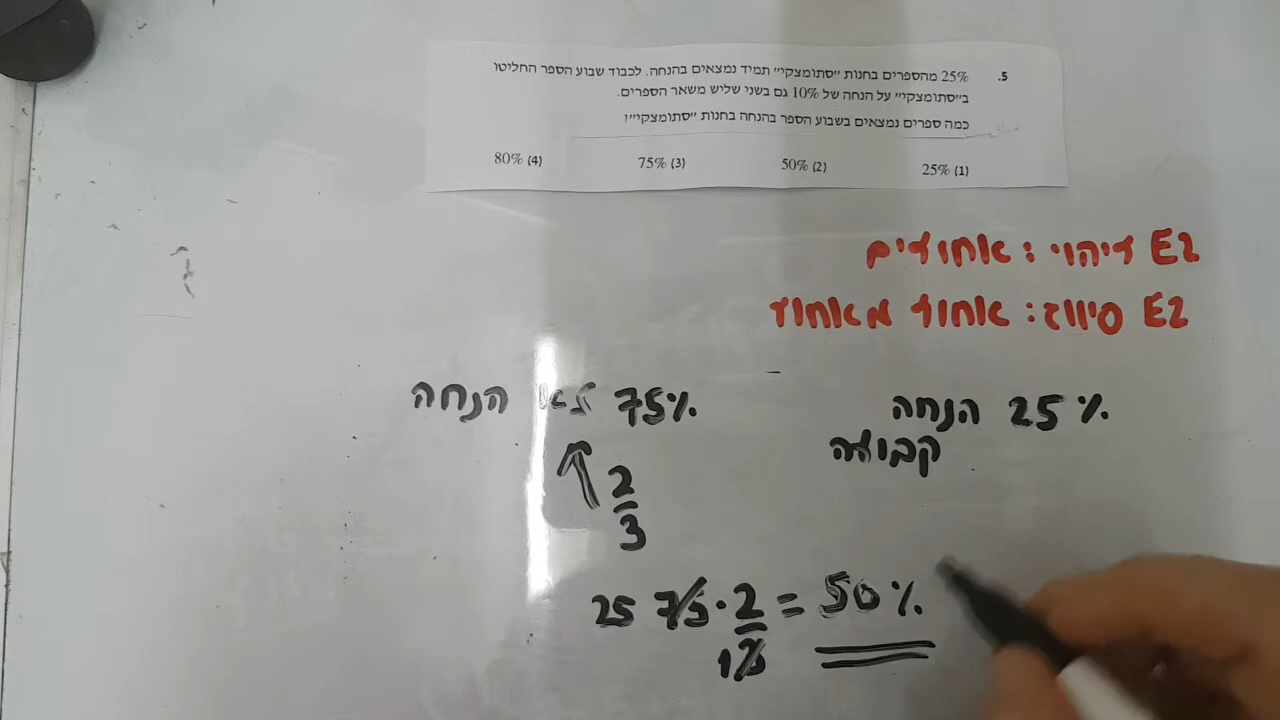 5. 25% מהספרים בחנות "סתומצקי" תמיד נמצאים בהנחה. לכבוד שבוע הספר החליטו
ב"סתומצקי" על הנחה של 10% גם בשני שליש משאר הספרים.
כמה ספרים נמצאים בשבוע הספר בהנחה בחנות "סתומצקי"?
(1) 25% (2) 50% (3) 75% (4) 80%
E2 זיהוי: אחוזים
E2 סיווג: אחוז מאחוז
25% הנחה
קבועה
75% לא הנחה
2
3
25 75 · 2 = 50%
1 3